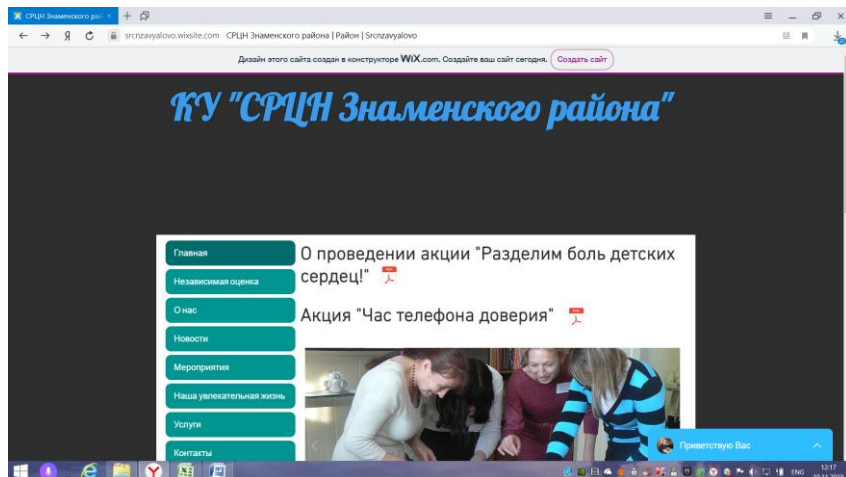 СРЦН Знаменского рай
srcnzavyalovo.wixsite.com СРЦН Знаменского района | Район | Srcnzavyalovo
Дизайн этого сайта создан в конструкторе WiX.com. Создайте ваш сайт сегодня. Создать сайт
КУ "СРЦН Знаменского района"
Главная
Независимая оценка
О нас
Новости
Мероприятия
Наша увлекательная жизнь
Услуги
Контакты
О проведении акции "Разделим боль детских
сердец!"
Акция "Час телефона доверия"
Приветствую Вас
ENG
12:17